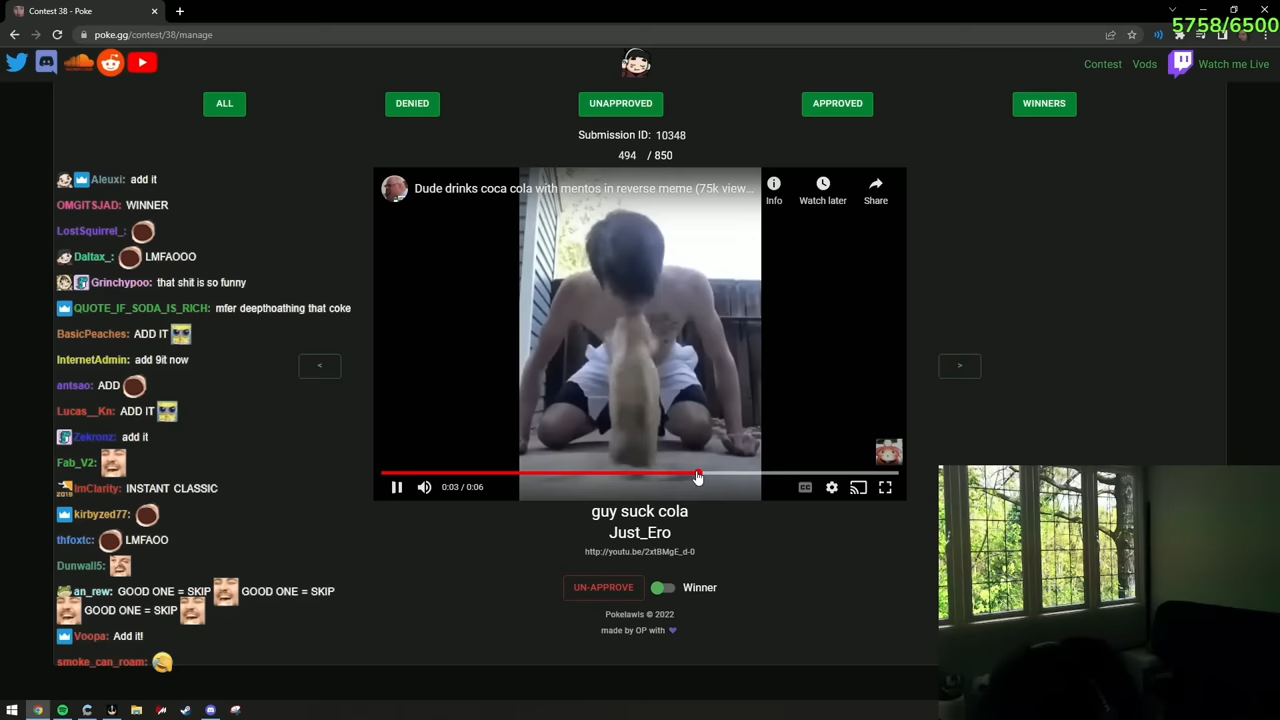 Contest 38 - Poke
5758/6500
poke.gg/contest/38/manage
Contest
Vods
Watch me Live
ALL
DENIED
UNAPPROVED
APPROVED
WINNERS
Submission ID: 10348
494 / 850
Aleuxi: add it
OMGITSJAD: WINNER
LostSquirrel_:
Daltax_: LMFAOOO
Grinchypoo: that shit is so funny
QUOTE_IF_SODA_IS_RICH: mfer deepthoathing that coke
BasicPeaches: ADD IT
InternetAdmin: add 9it now
antsao: ADD
Lucas__Kn: ADD IT
Zekronz: add it
Fab_V2:
ImClarity: INSTANT CLASSIC
kirbyzed77:
thfoxtc: LMFAOO
Dunwall5:
an_rew: GOOD ONE = SKIP GOOD ONE = SKIP
GOOD ONE = SKIP
Voopa: Add it!
smoke_can_roam:
<
Dude drinks coca cola with mentos in reverse meme (75k view...
Info
Watch later
Share
0:03 / 0:06
CC
>
guy suck cola
Just_Ero
http://youtu.be/2xtBMgE_d-0
UN-APPROVE
Winner
Pokelawls © 2022
made by OP with